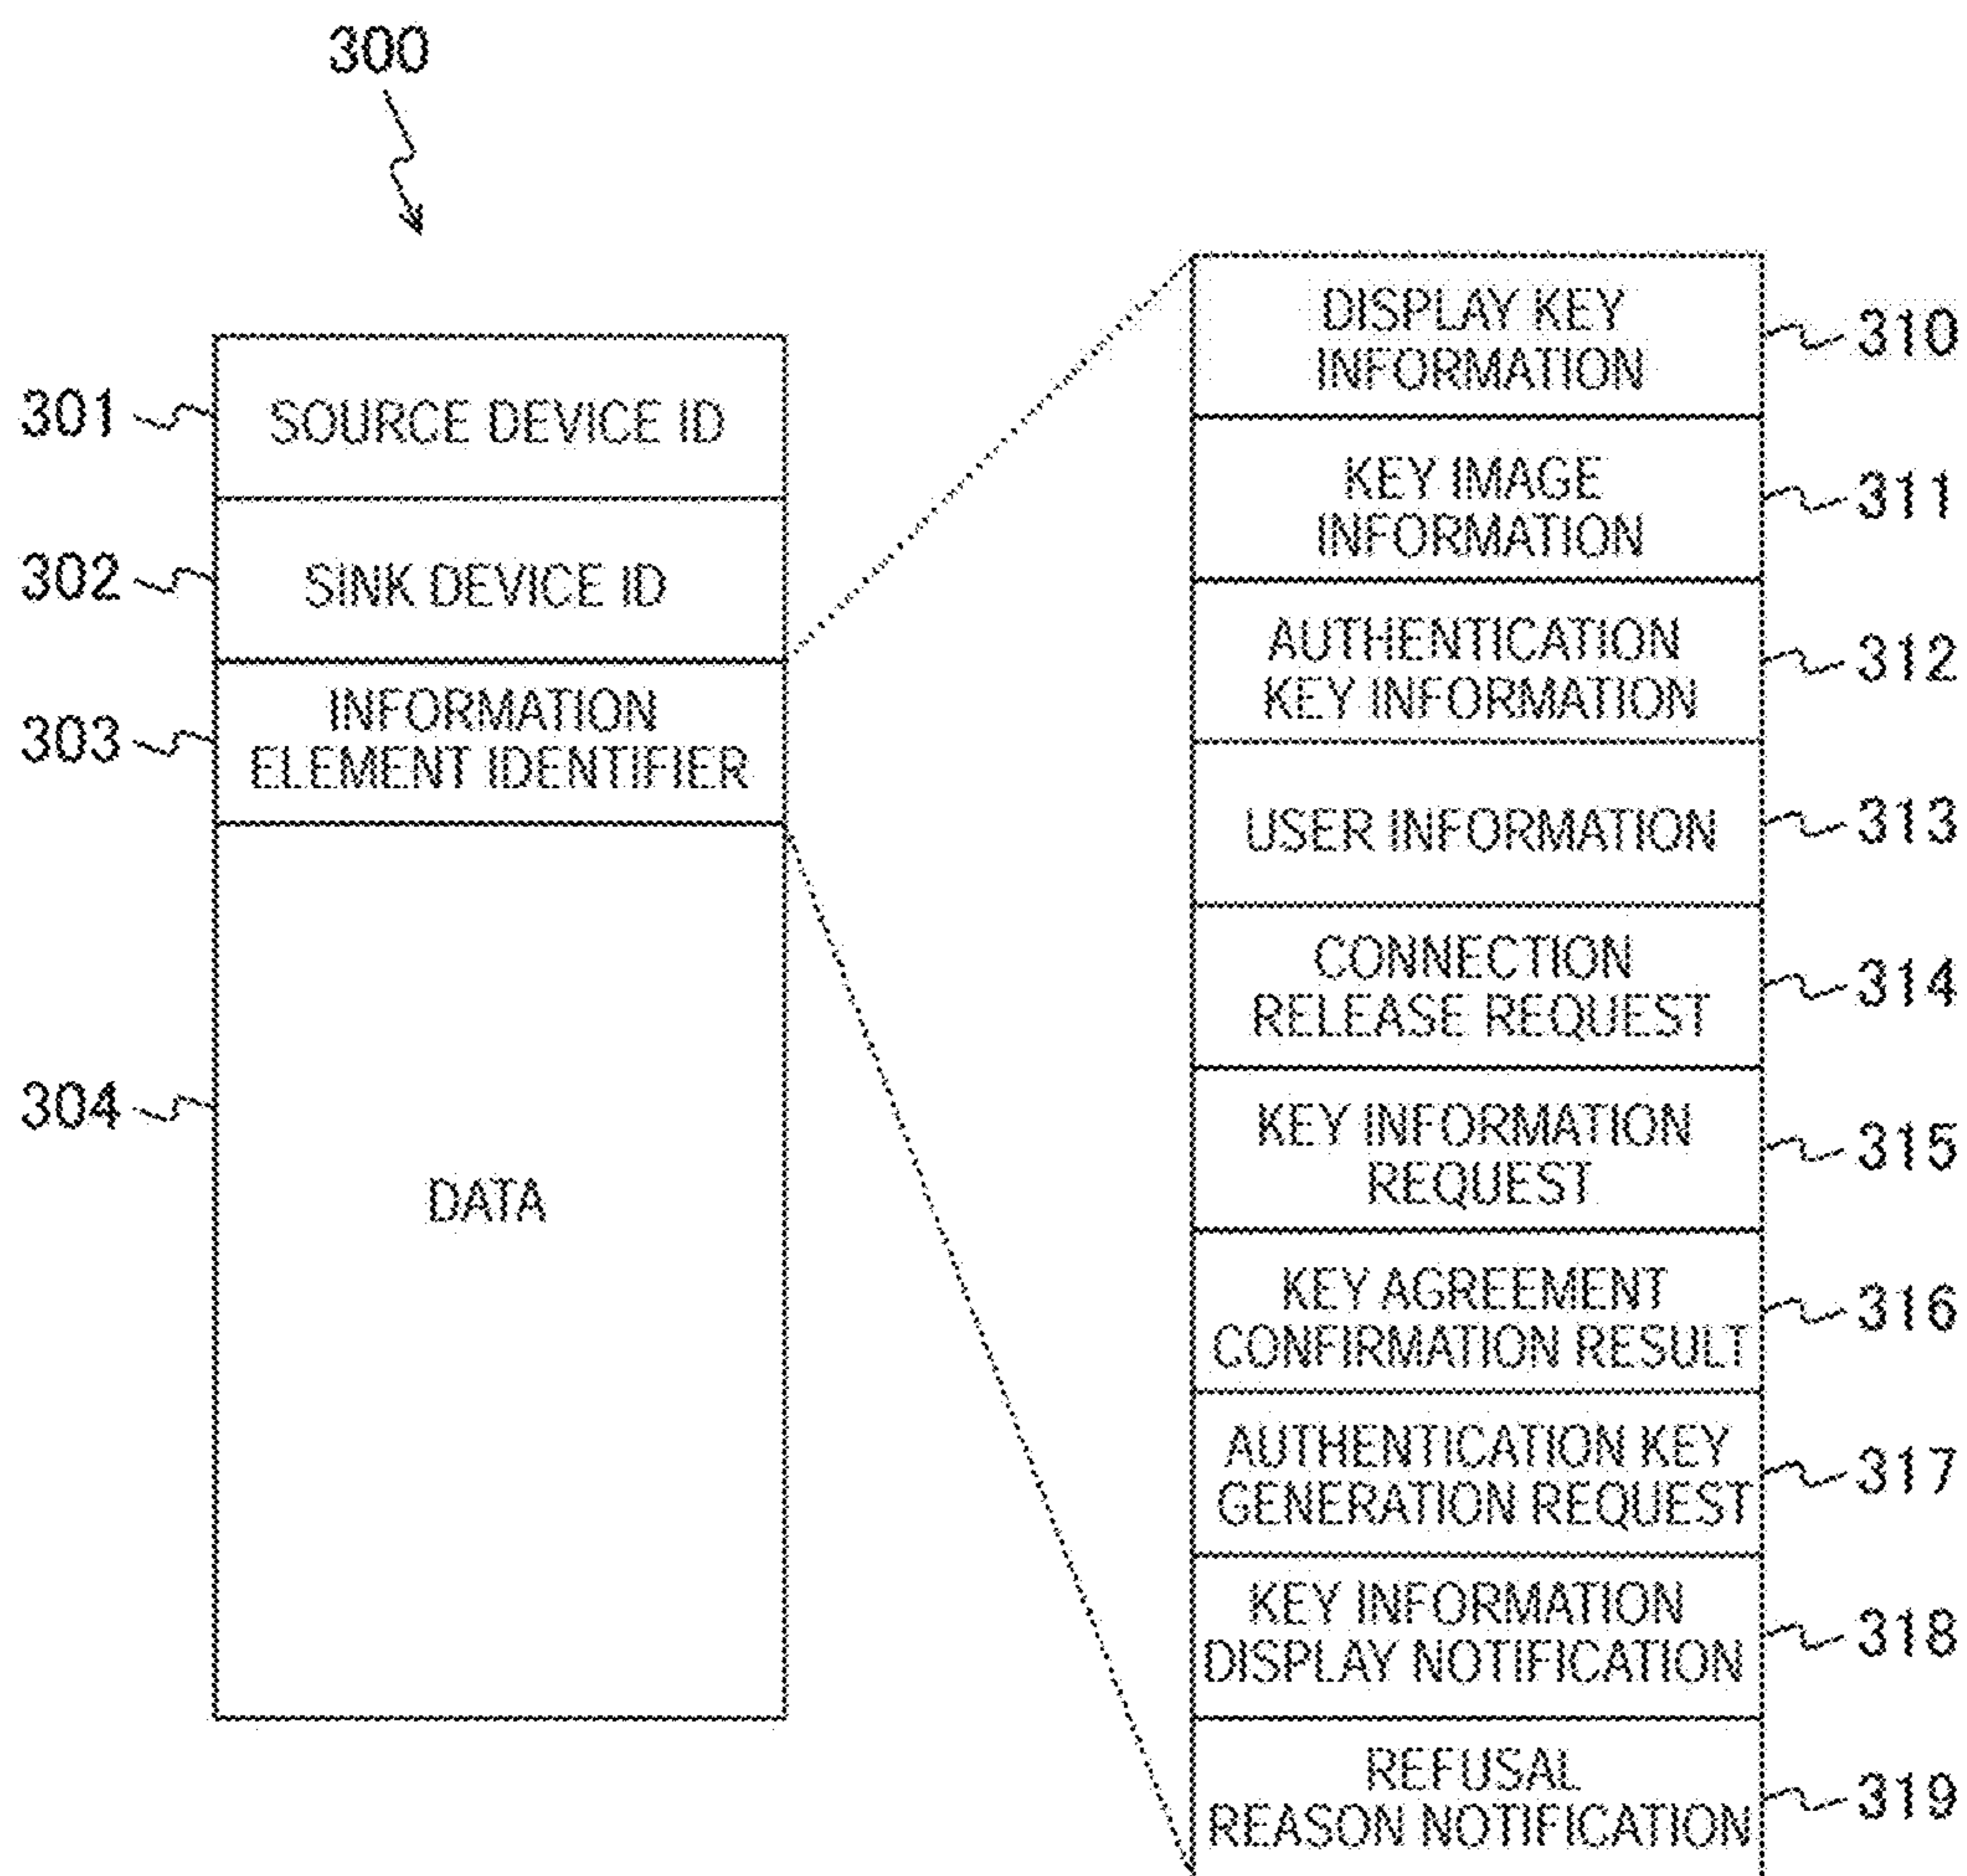 300
301
SOURCE DEVICE ID
302
SINK DEVICE ID
303
INFORMATION
ELEMENT IDENTIFIER
304
DATA
DISPLAY KEY
INFORMATION
310
KEY IMAGE
INFORMATION
311
AUTHENTICATION
KEY INFORMATION
312
USER INFORMATION
313
CONNECTION
RELEASE REQUEST
314
KEY INFORMATION
REQUEST
315
KEY AGREEMENT
CONFIRMATION RESULT
316
AUTHENTICATION KEY
GENERATION REQUEST
317
KEY INFORMATION
DISPLAY NOTIFICATION
318
REFUSAL
REASON NOTIFICATION
319